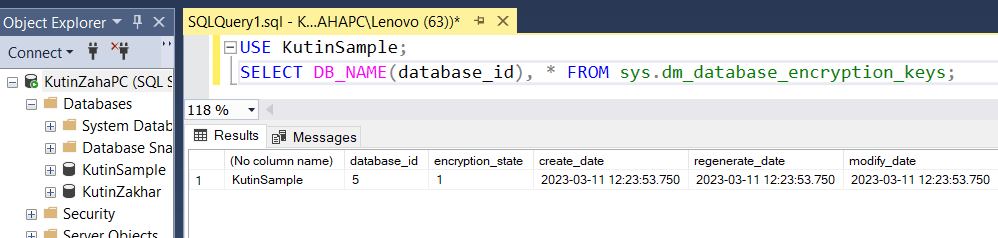 Object Explorer
Connect
KutinZahaPC (SQL S
Databases
System Datab
Database Sna
KutinSample
KutinZakhar
Security
Server Objects
SQLQuery1.sql - K...AHAPC\Lenovo (63))*
USE KutinSample;
SELECT DB_NAME(database_id), * FROM sys.dm_database_encryption_keys;
118 %
Results Messages
(No column name) database_id encryption_state create_date regenerate_date modify_date
1 KutinSample 5 1 2023-03-11 12:23:53.750 2023-03-11 12:23:53.750 2023-03-11 12:23:53.750